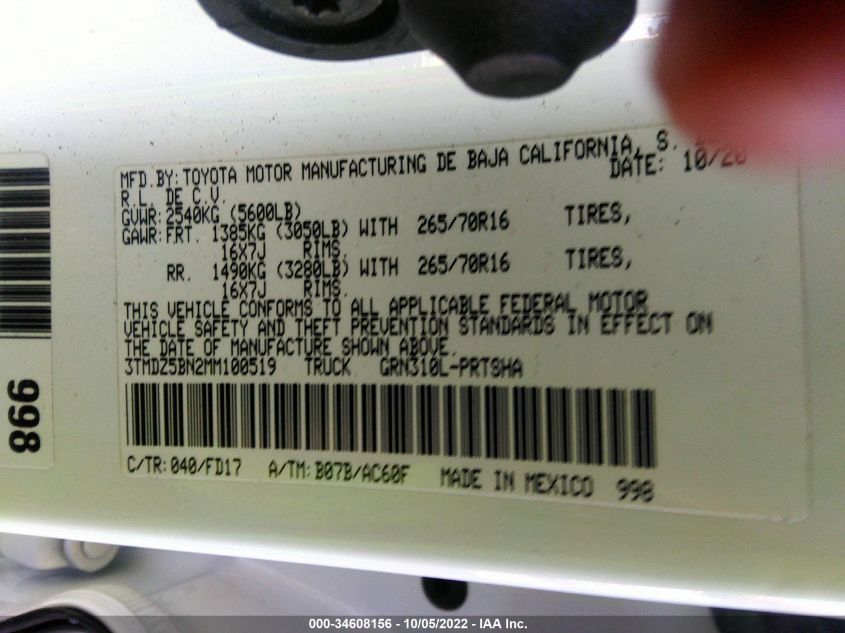 MFD.BY:TOYOTA MOTOR MANUFACTURING DE BAJA CALIFORNIA, S.
R.L. DE C.V. DATE: 10/20
GVWR:2540KG (5600LB)
GAWR:FRT. 1385KG (3050LB) WITH 265/70R16 TIRES,
16X7J RIMS,
RR. 1490KG (3280LB) WITH 265/70R16 TIRES,
16X7J RIMS.
THIS VEHICLE CONFORMS TO ALL APPLICABLE FEDERAL MOTOR
VEHICLE SAFETY AND THEFT PREVENTION STANDARDS IN EFFECT ON
THE DATE OF MANUFACTURE SHOWN ABOVE.
3TMDZ5BN2MM100519 TRUCK GRN310L-PRTSHA
C/TR:040/FD17 A/TM:B07B/AC60F MADE IN MEXICO 998
998
000-34608156 - 10/05/2022 - IAA Inc.